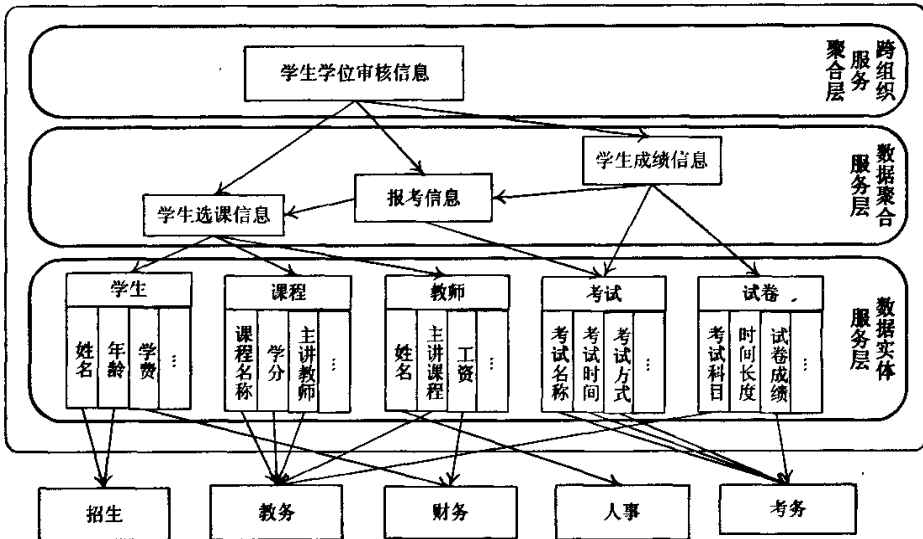 学生学位审核信息
跨组织
服务
聚合层
学生成绩信息
报考信息
学生选课信息
数据聚合
服务层
学生
姓名
年龄
学费
...
课程
课程名称
学分
主讲教师
...
教师
姓名
主讲课程
工资
...
考试
考试名称
考试时间
考试方式
...
试卷
考试科目
时间长度
试卷成绩
...
数据实体
服务层
招生
教务
财务
人事
考务